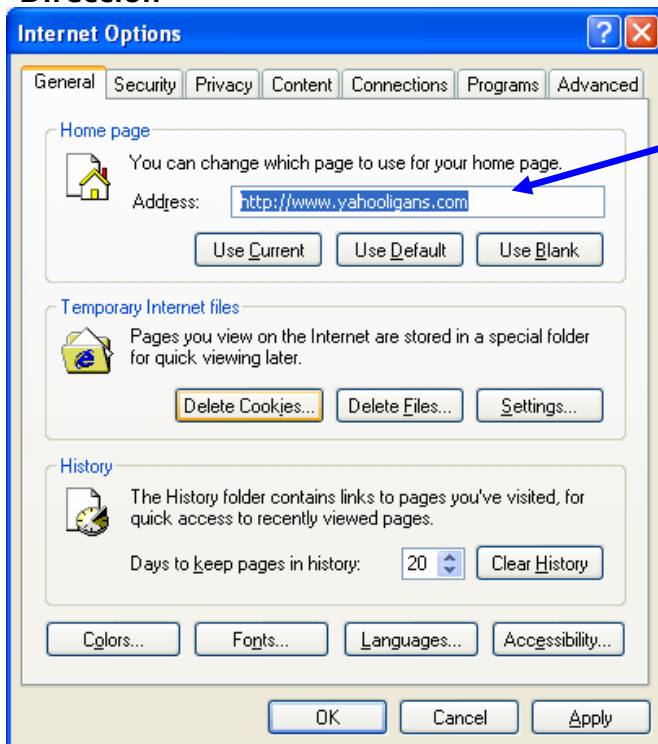 Dirección
Internet Options
General Security Privacy Content Connections Programs Advanced
Home page
You can change which page to use for your home page.
Address: http://www.yahooligans.com
Use Current Use Default Use Blank
Temporary Internet files
Pages you view on the Internet are stored in a special folder
for quick viewing later.
Delete Cookies... Delete Files... Settings...
History
The History folder contains links to pages you've visited, for
quick access to recently viewed pages.
Days to keep pages in history: 20 Clear History
Colors... Fonts... Languages... Accessibility...
OK Cancel Apply